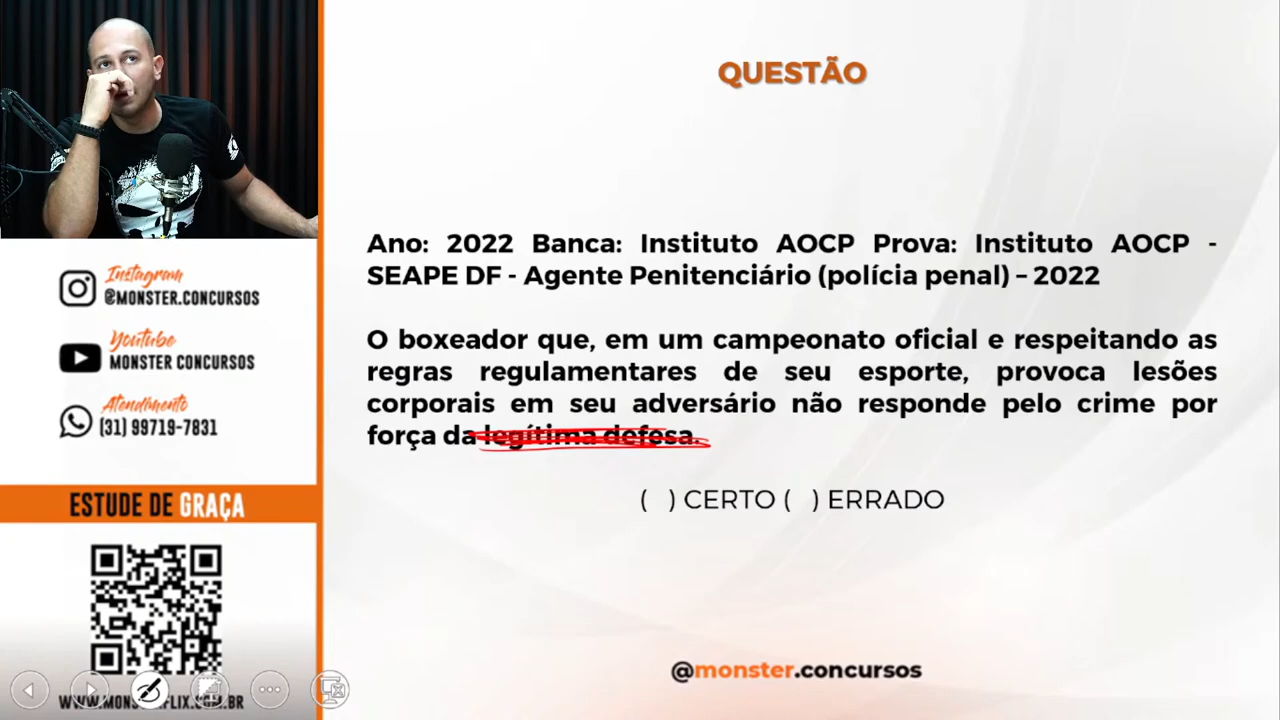 QUESTÃO
Ano: 2022 Banca: Instituto AOCP Prova: Instituto AOCP -
SEAPE DF - Agente Penitenciário (polícia penal) – 2022
O boxeador que, em um campeonato oficial e respeitando as
regras regulamentares de seu esporte, provoca lesões
corporais em seu adversário não responde pelo crime por
força da legítima defesa.
( ) CERTO ( ) ERRADO
@monster.concursos
Instagram
@MONSTER.CONCURSOS
Youtube
MONSTER CONCURSOS
Atendimento
(31) 99719-7831
ESTUDE DE GRAÇA